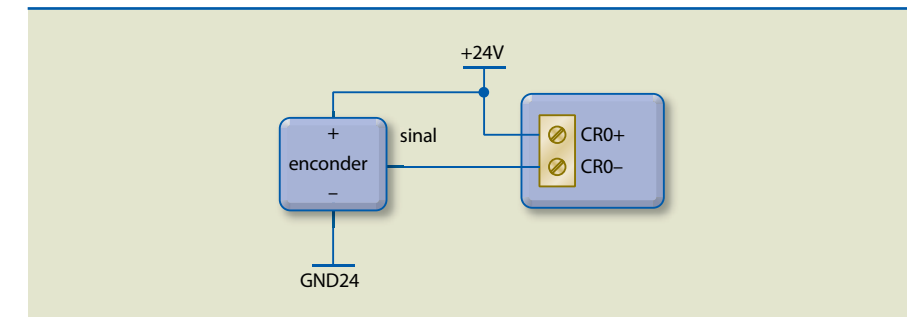 +24V
+
sinal
CR0+
enconder
CR0–
–
GND24